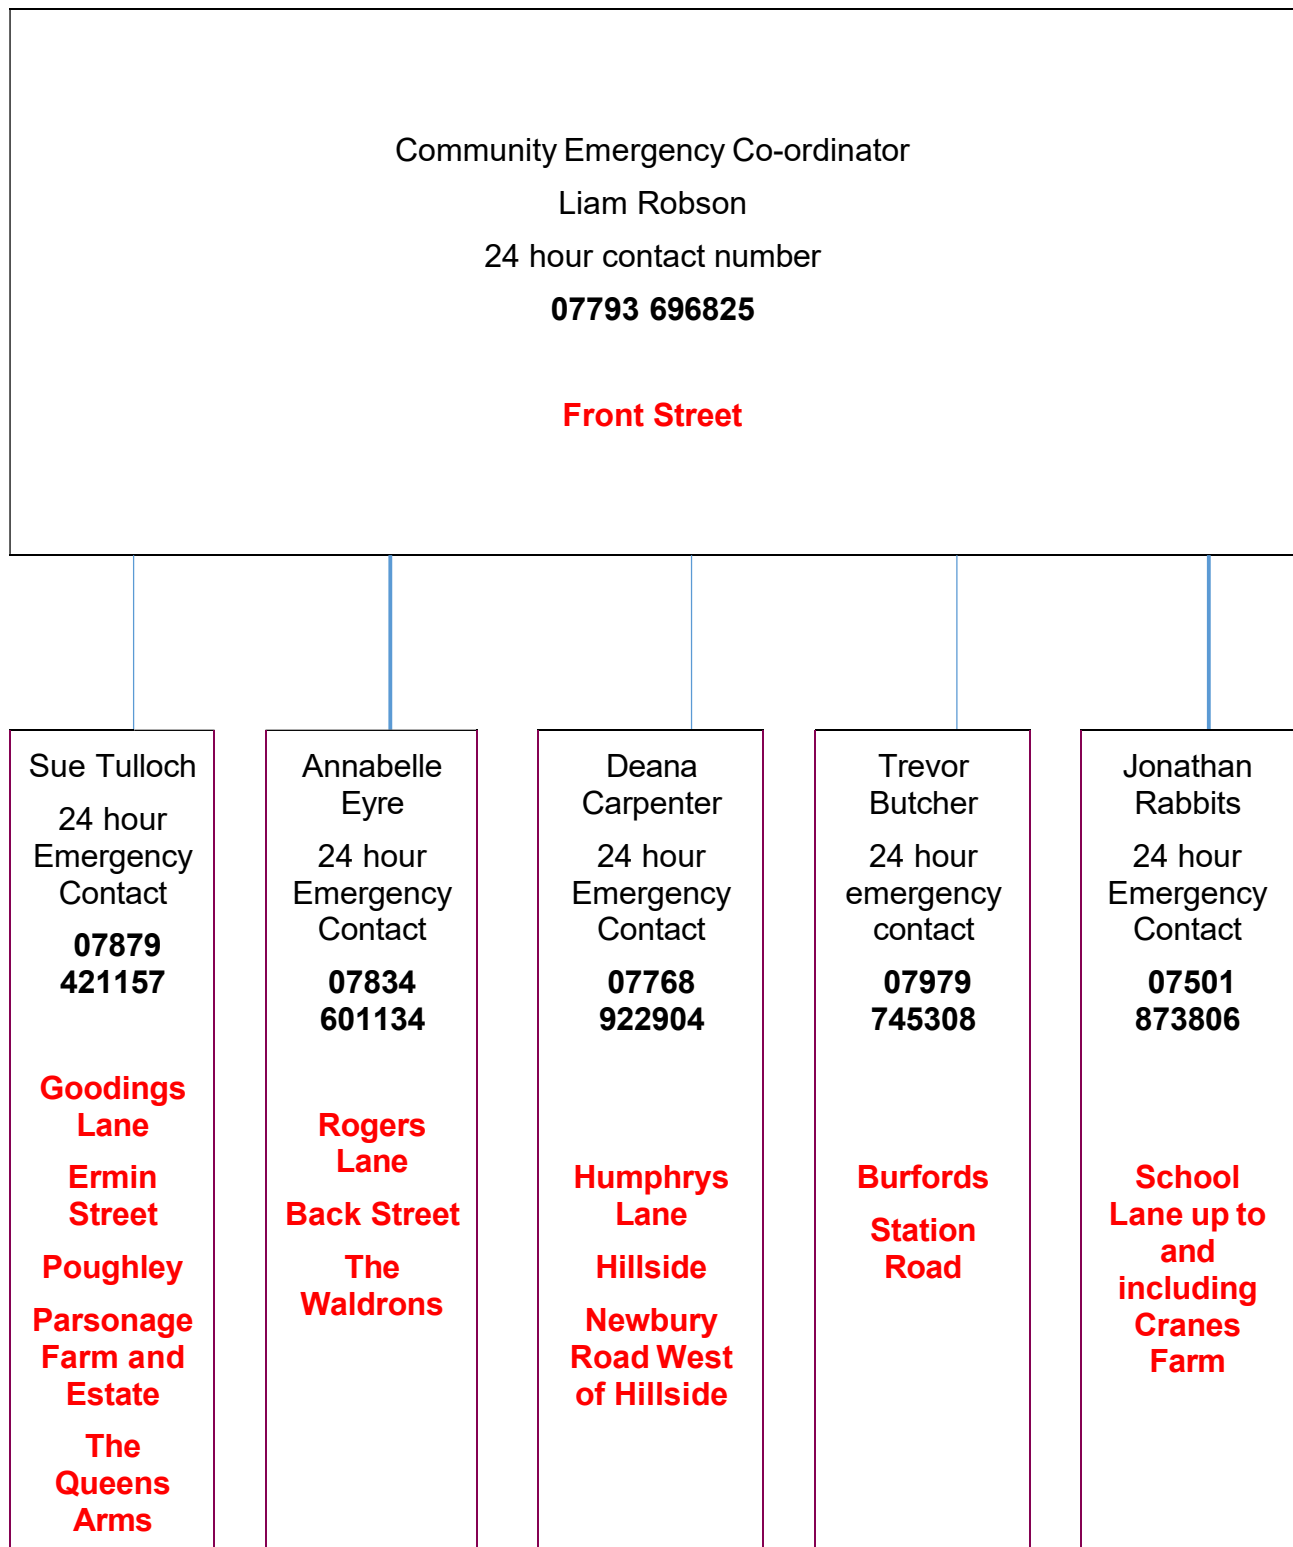 Community Emergency Co-ordinator
Liam Robson
24 hour contact number
07793 696825
Front Street
Sue Tulloch
24 hour
Emergency
Contact
07879
421157
Goodings
Lane
Ermin
Street
Poughley
Parsonage
Farm and
Estate
The
Queens
Arms
Annabelle
Eyre
24 hour
Emergency
Contact
07834
601134
Rogers
Lane
Back Street
The
Waldrons
Deana
Carpenter
24 hour
Emergency
Contact
07768
922904
Humphrys
Lane
Hillside
Newbury
Road West
of Hillside
Trevor
Butcher
24 hour
emergency
contact
07979
745308
Burfords
Station
Road
Jonathan
Rabbits
24 hour
Emergency
Contact
07501
873806
School
Lane up to
and
including
Cranes
Farm